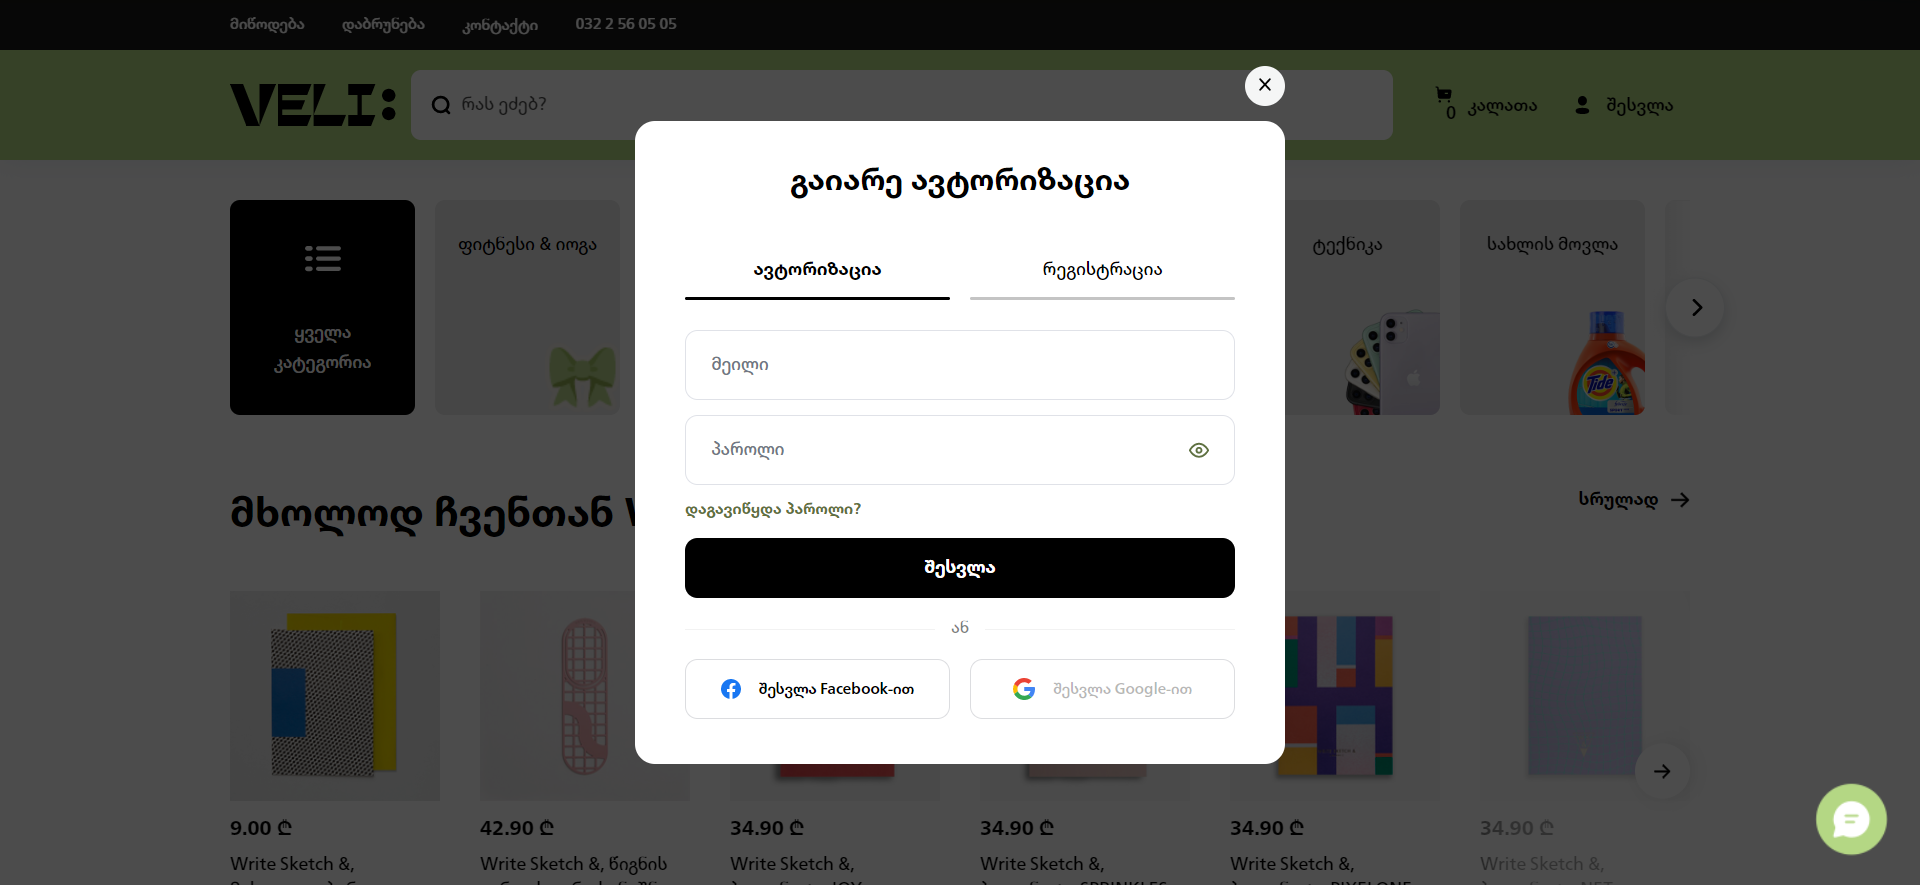 მიწოდება
დაბრუნება
კონტაქტი
032 2 56 05 05
VELI:
რას ეძებ?
0
კალათა
შესვლა
გაიარე ავტორიზაცია
ფიტნესი & იოგა
ტექნიკა
სახლის მოვლა
ავტორიზაცია
რეგისტრაცია
ყველა
კატეგორია
მეილი
Tide
პაროლი
მხოლოდ ჩვენთან
სრულად
დაგავიწყდა პაროლი?
შესვლა
ან
შესვლა Facebook-ით
შესვლა Google-ით
9.00 ₾
42.90 ₾
34.90 ₾
34.90 ₾
34.90 ₾
34.90 ₾
Write Sketch &,
Write Sketch &, წიგნის
Write Sketch &,
Write Sketch &,
Write Sketch &,
Write Sketch &,